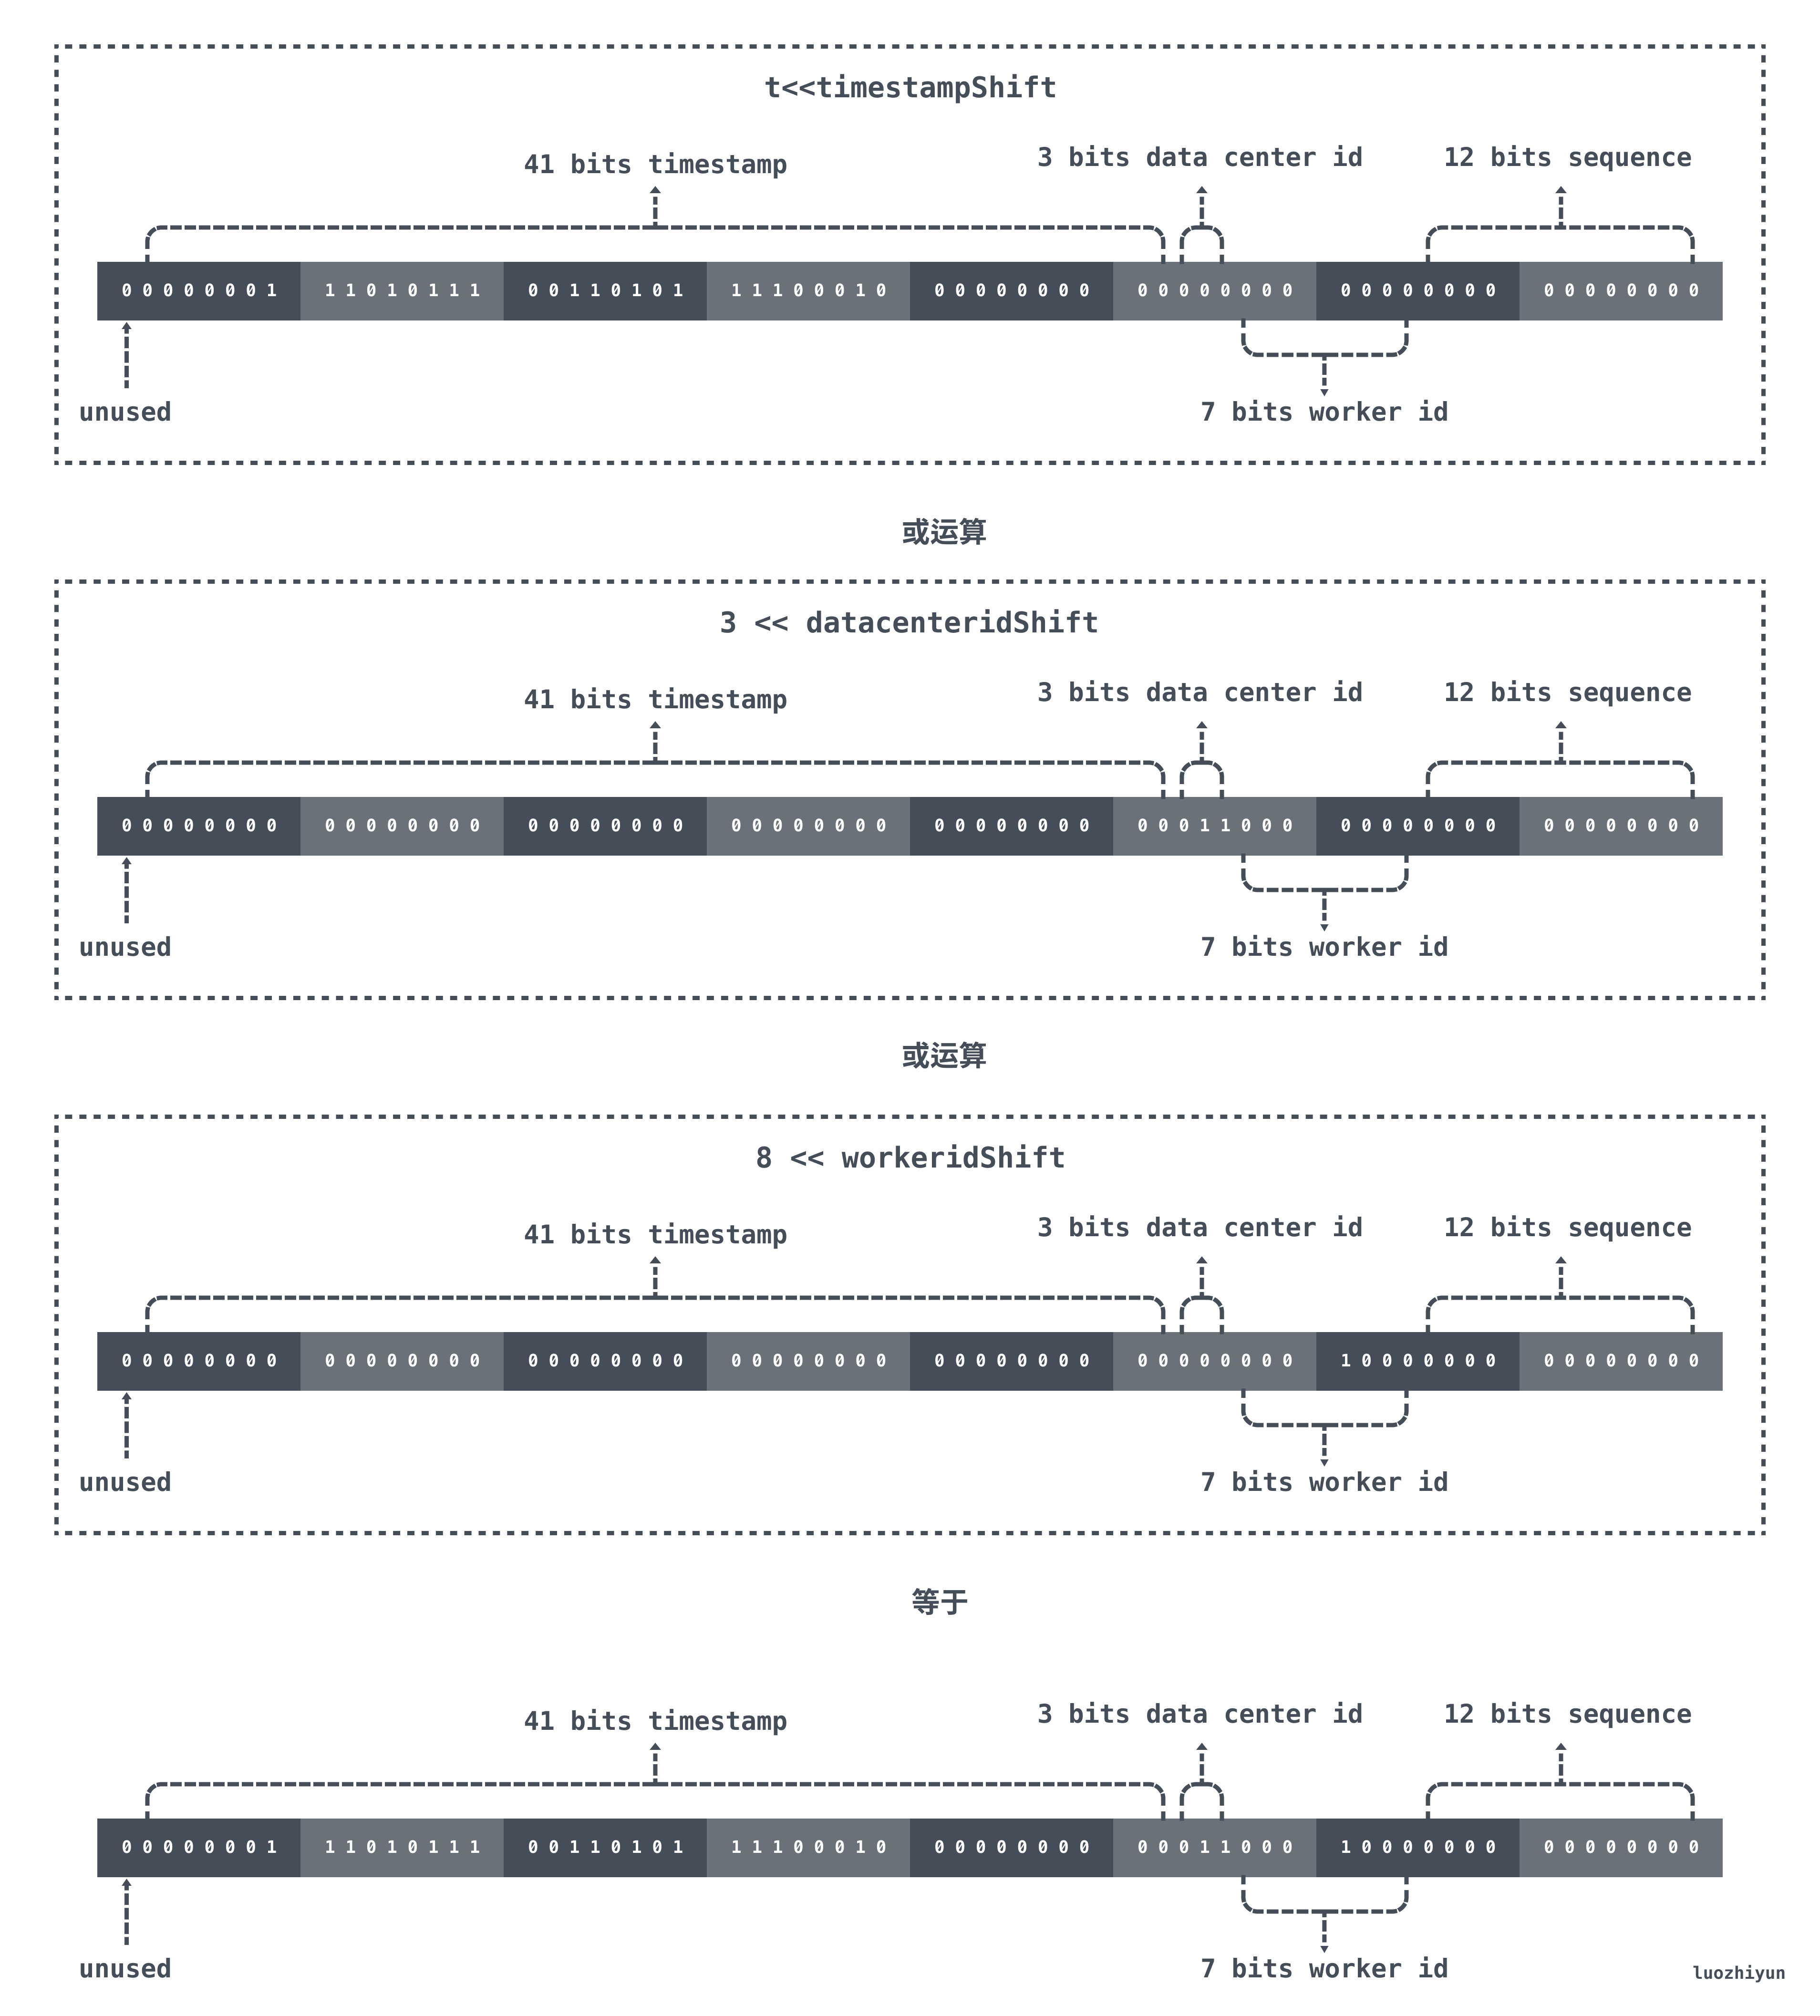 t<<timestampShift
41 bits timestamp
3 bits data center id
12 bits sequence
0 0 0 0 0 0 0 1 1 1 0 1 0 1 1 1 0 0 1 1 0 1 0 1 1 1 1 0 0 0 1 0 0 0 0 0 0 0 0 0 0 0 0 0 0 0 0 0 0 0 0 0 0 0 0 0 0 0 0 0 0 0 0 0
unused
7 bits worker id
或运算
3 << datacenteridShift
41 bits timestamp
3 bits data center id
12 bits sequence
0 0 0 0 0 0 0 0 0 0 0 0 0 0 0 0 0 0 0 0 0 0 0 0 0 0 0 0 0 0 0 0 0 0 0 0 0 0 0 0 0 0 0 1 1 0 0 0 0 0 0 0 0 0 0 0 0 0 0 0 0 0 0 0
unused
7 bits worker id
或运算
8 << workeridShift
41 bits timestamp
3 bits data center id
12 bits sequence
0 0 0 0 0 0 0 0 0 0 0 0 0 0 0 0 0 0 0 0 0 0 0 0 0 0 0 0 0 0 0 0 0 0 0 0 0 0 0 0 0 0 0 0 0 0 0 0 1 0 0 0 0 0 0 0 0 0 0 0 0 0 0 0
unused
7 bits worker id
等于
41 bits timestamp
3 bits data center id
12 bits sequence
0 0 0 0 0 0 0 1 1 1 0 1 0 1 1 1 0 0 1 1 0 1 0 1 1 1 1 0 0 0 1 0 0 0 0 0 0 0 0 0 0 0 0 1 1 0 0 0 1 0 0 0 0 0 0 0 0 0 0 0 0 0 0 0
unused
7 bits worker id
luozhiyun